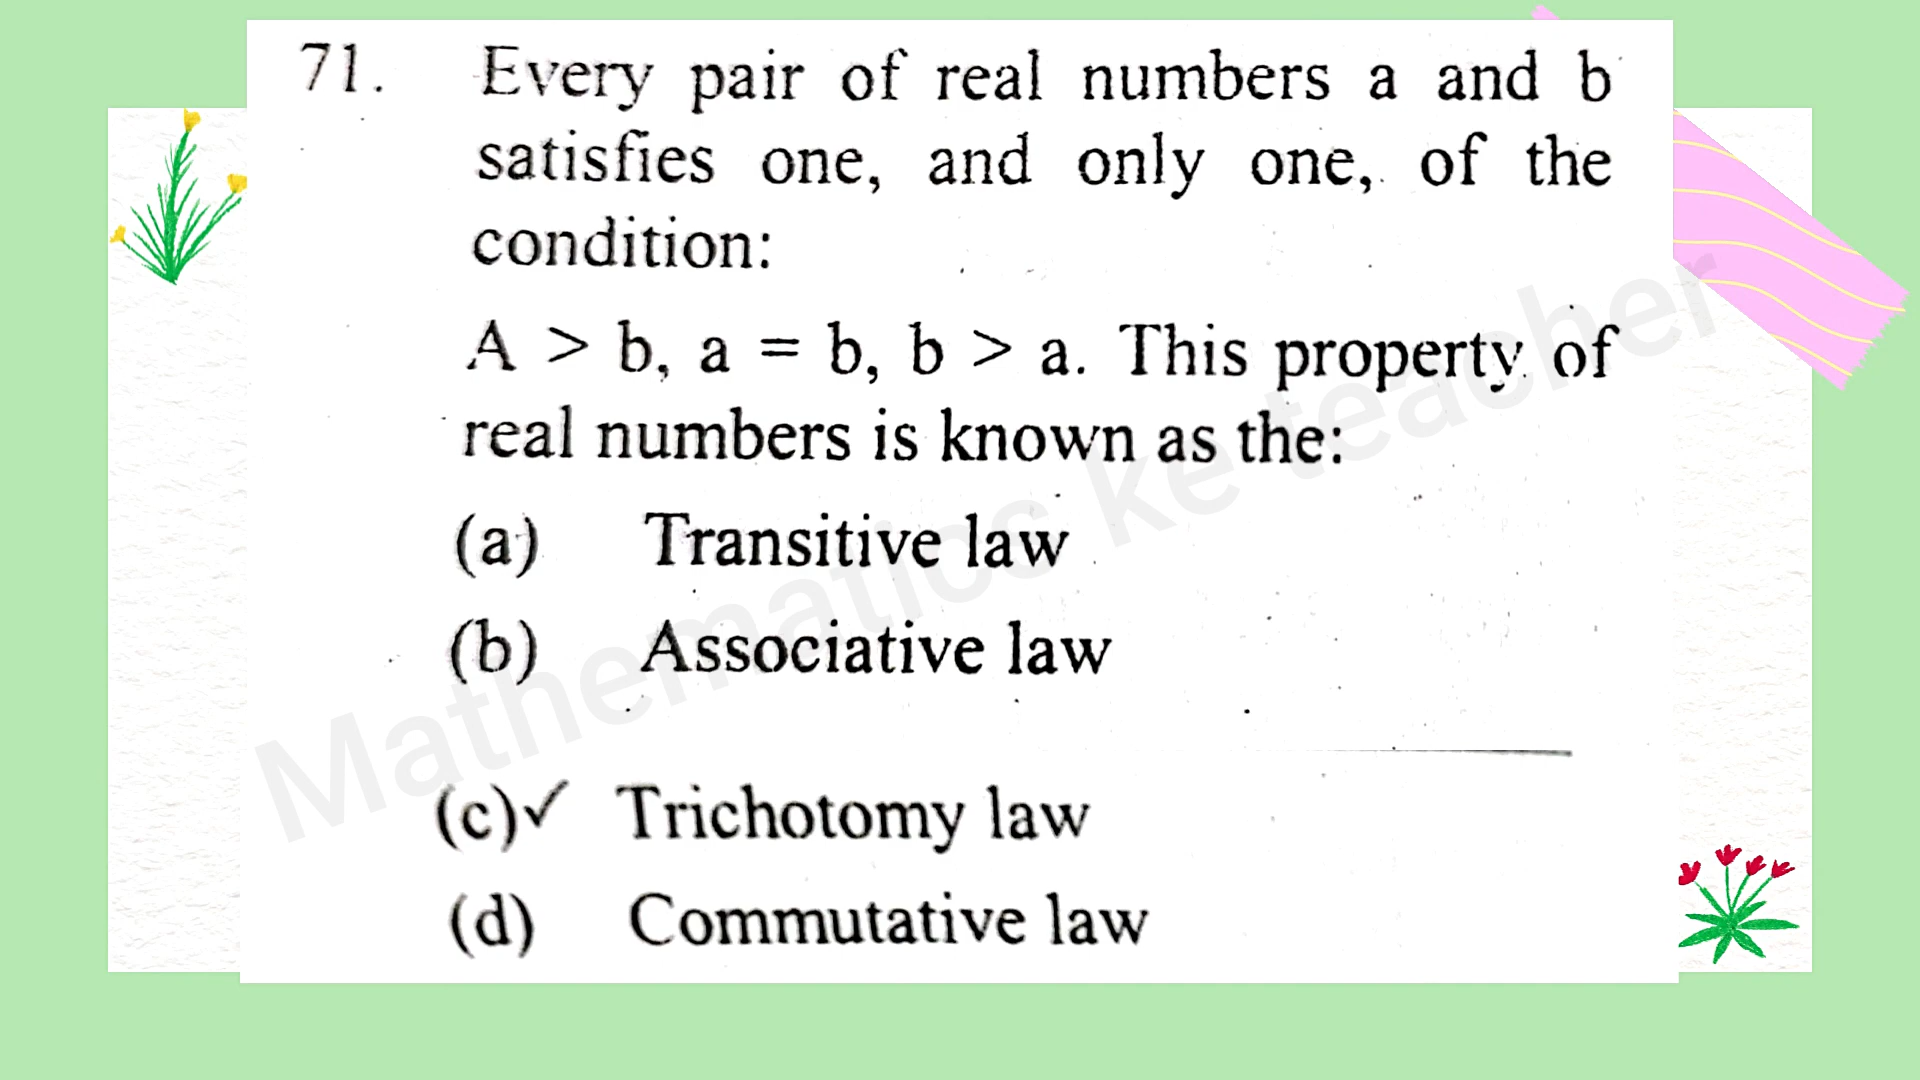 71. Every pair of real numbers a and b
satisfies one, and only one, of the
condition:
A > b, a = b, b > a. This property of
real numbers is known as the:
(a) Transitive law
(b) Associative law
(c)✓ Trichotomy law
(d) Commutative law
Mathematics ke teacher